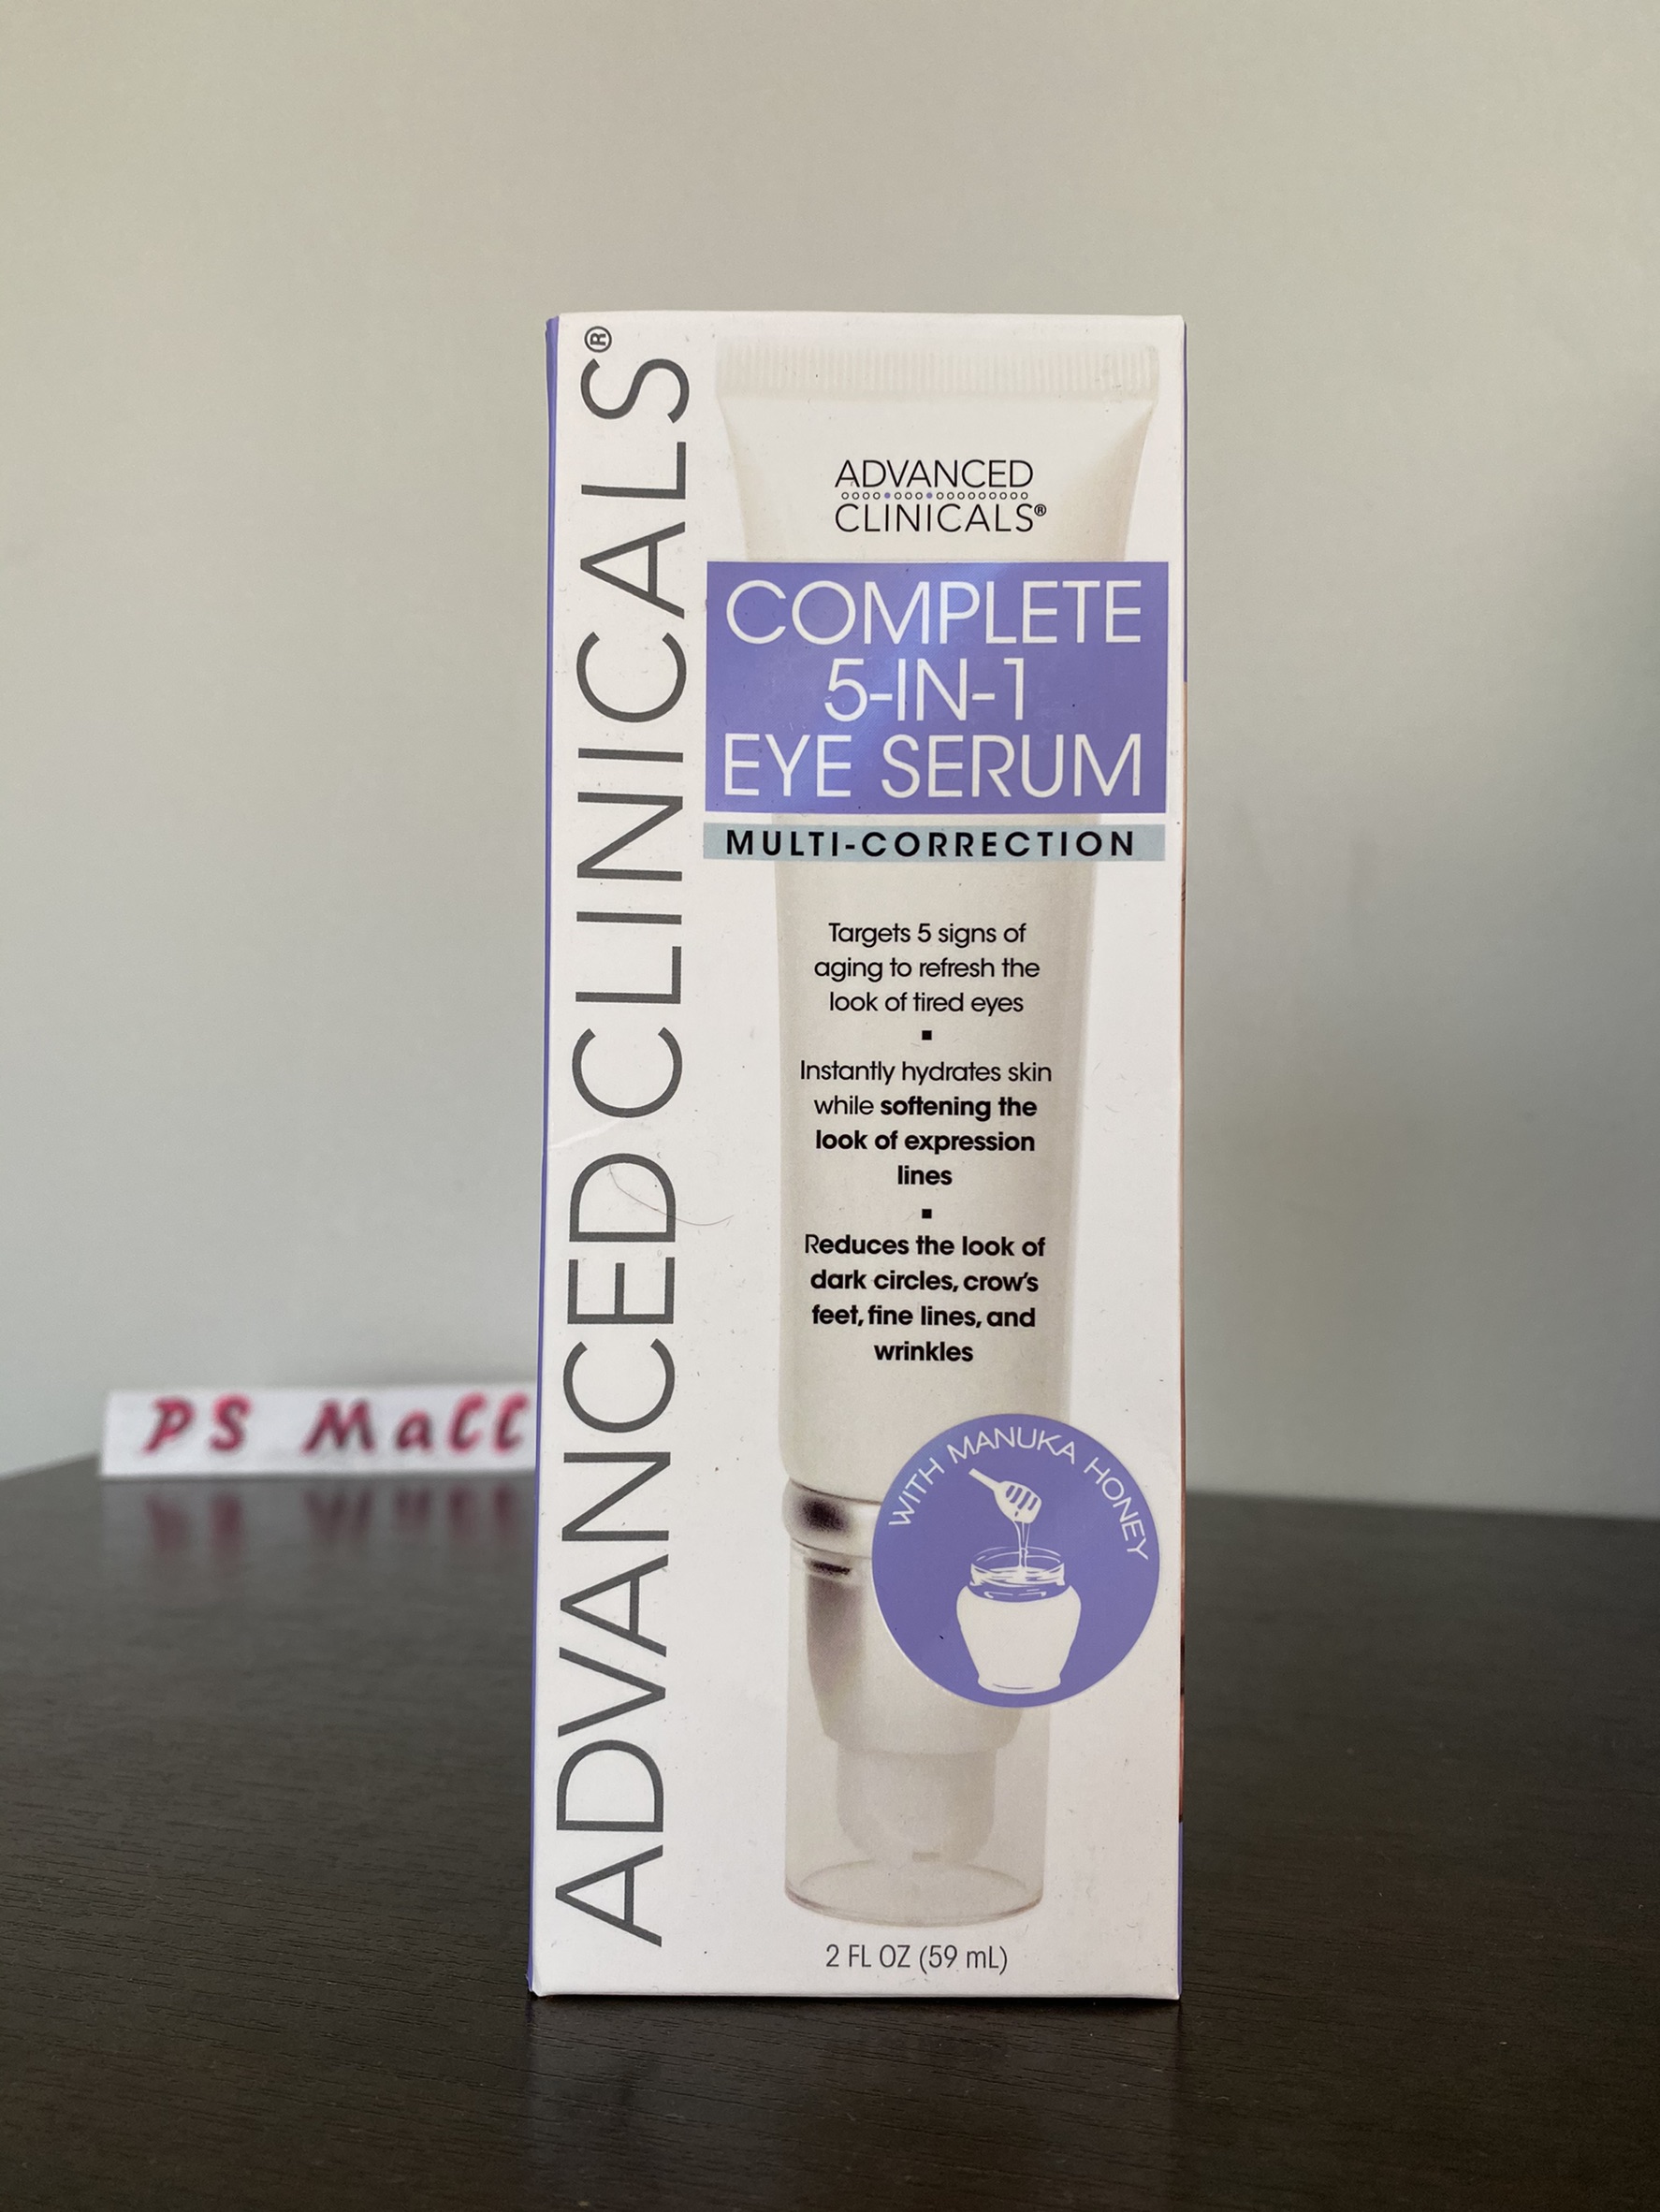 ADVANCED CLINICALS®
ADVANCED
CLINICALS®
COMPLETE
5-IN-1
EYE SERUM
MULTI-CORRECTION
Targets 5 signs of
aging to refresh the
look of tired eyes
▪
Instantly hydrates skin
while softening the
look of expression
lines
▪
Reduces the look of
dark circles, crow's
feet, fine lines, and
wrinkles
WITH MANUKA HONEY
2 FL OZ (59 mL)
PS Mall